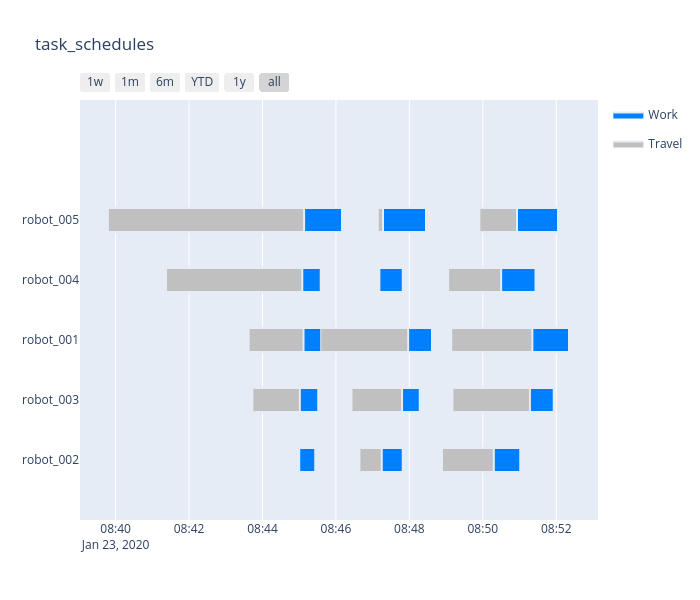 task_schedules
1w 1m 6m YTD 1y all
Work
Travel
robot_005
robot_004
robot_001
robot_003
robot_002
08:40 08:42 08:44 08:46 08:48 08:50 08:52
Jan 23, 2020